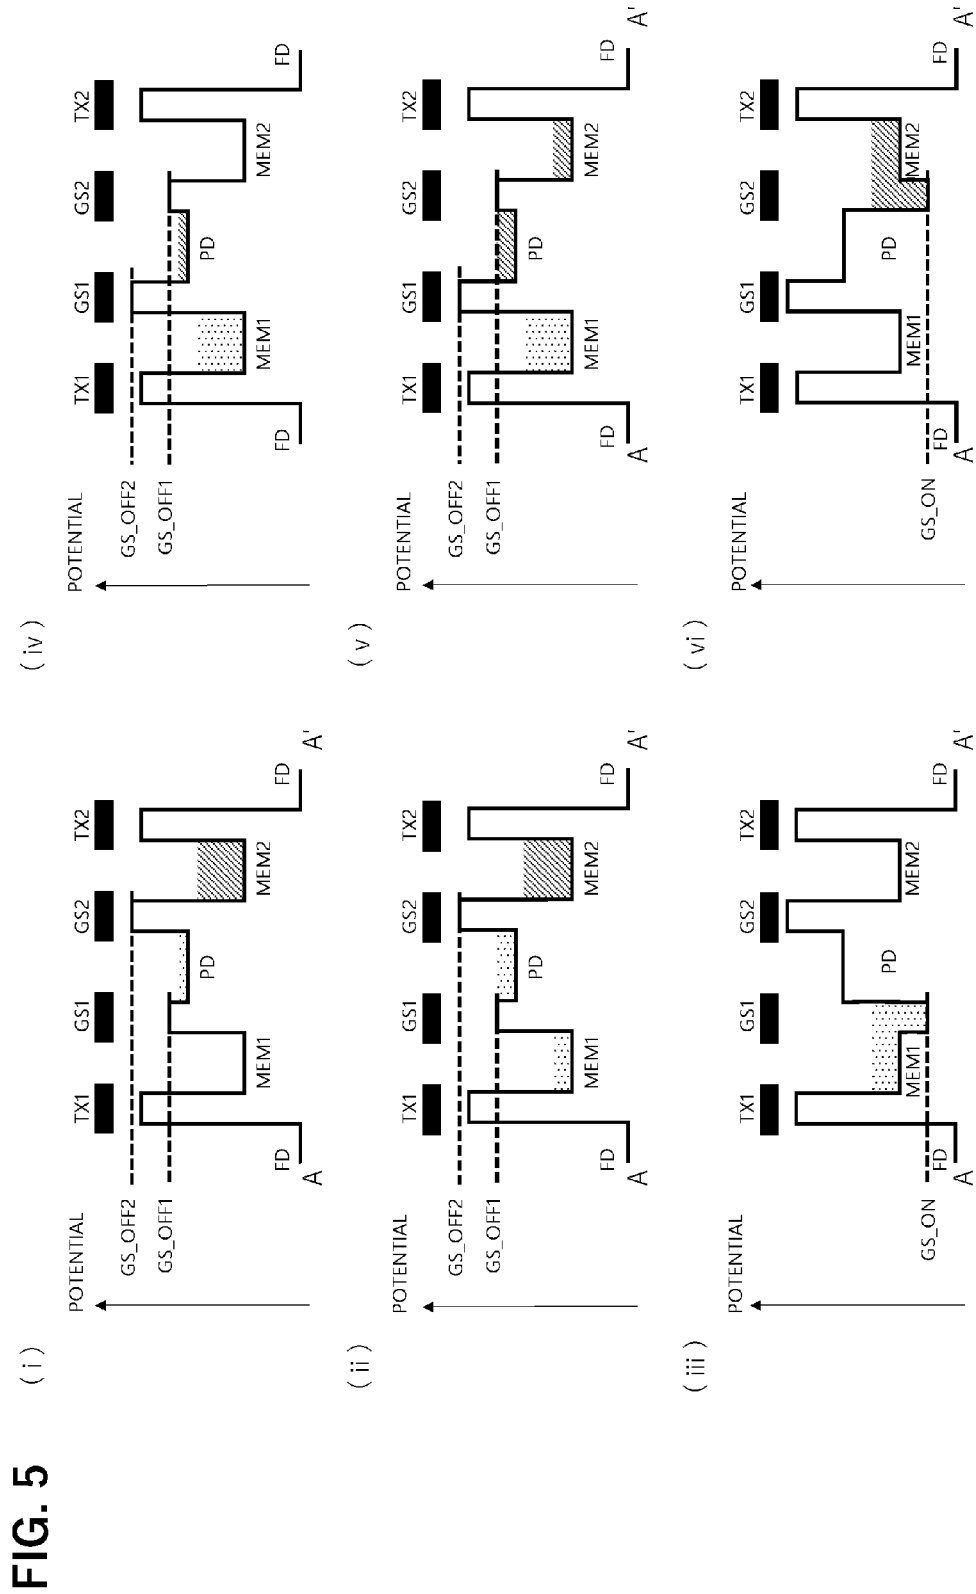 FIG. 5
( i )
POTENTIAL
TX1 GS1 GS2 TX2
GS_OFF2
GS_OFF1
PD
FD MEM1 MEM2 FD
A A'
( ii )
POTENTIAL
TX1 GS1 GS2 TX2
GS_OFF2
GS_OFF1
PD
FD MEM1 MEM2 FD
A A'
( iii )
POTENTIAL
TX1 GS1 GS2 TX2
PD
MEM1 MEM2
GS_ON FD FD
A A'
( iv )
POTENTIAL
TX1 GS1 GS2 TX2
GS_OFF2
GS_OFF1
PD
FD MEM1 MEM2 FD
A A'
( v )
POTENTIAL
TX1 GS1 GS2 TX2
GS_OFF2
GS_OFF1
PD
FD MEM1 MEM2 FD
A A'
( vi )
POTENTIAL
TX1 GS1 GS2 TX2
PD
MEM1 MEM2
GS_ON FD FD
A A'